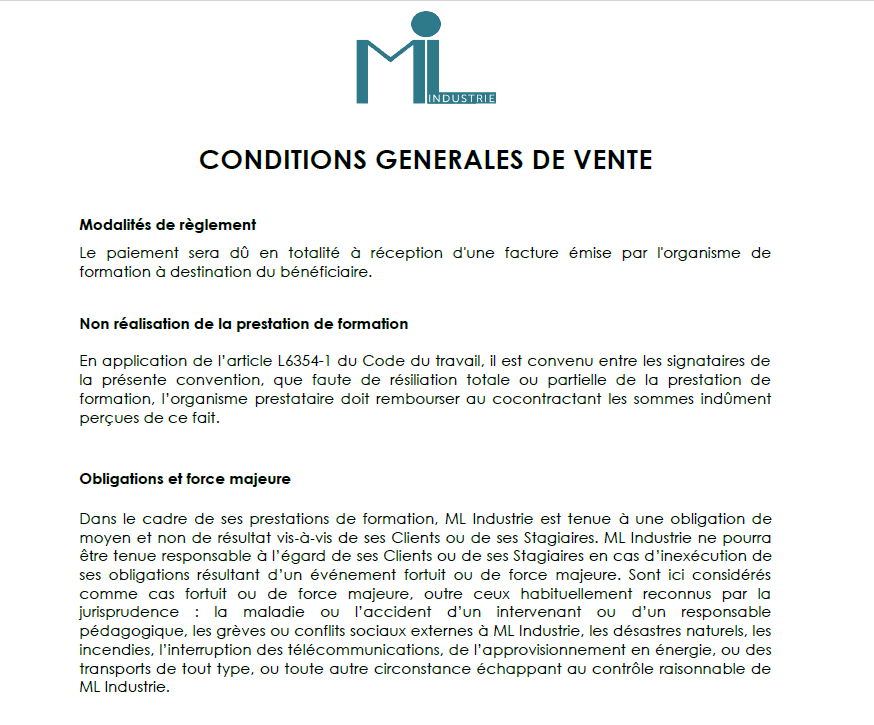 ML
INDUSTRIE
CONDITIONS GENERALES DE VENTE
Modalités de règlement
Le paiement sera dû en totalité à réception d'une facture émise par l'organisme de
formation à destination du bénéficiaire.
Non réalisation de la prestation de formation
En application de l’article L6354-1 du Code du travail, il est convenu entre les signataires de
la présente convention, que faute de résiliation totale ou partielle de la prestation de
formation, l’organisme prestataire doit rembourser au cocontractant les sommes indûment
perçues de ce fait.
Obligations et force majeure
Dans le cadre de ses prestations de formation, ML Industrie est tenue à une obligation de
moyen et non de résultat vis-à-vis de ses Clients ou de ses Stagiaires. ML Industrie ne pourra
être tenue responsable à l’égard de ses Clients ou de ses Stagiaires en cas d’inexécution de
ses obligations résultant d’un événement fortuit ou de force majeure. Sont ici considérés
comme cas fortuit ou de force majeure, outre ceux habituellement reconnus par la
jurisprudence : la maladie ou l’accident d’un intervenant ou d’un responsable
pédagogique, les grèves ou conflits sociaux externes à ML Industrie, les désastres naturels, les
incendies, l’interruption des télécommunications, de l’approvisionnement en énergie, ou des
transports de tout type, ou toute autre circonstance échappant au contrôle raisonnable de
ML Industrie.